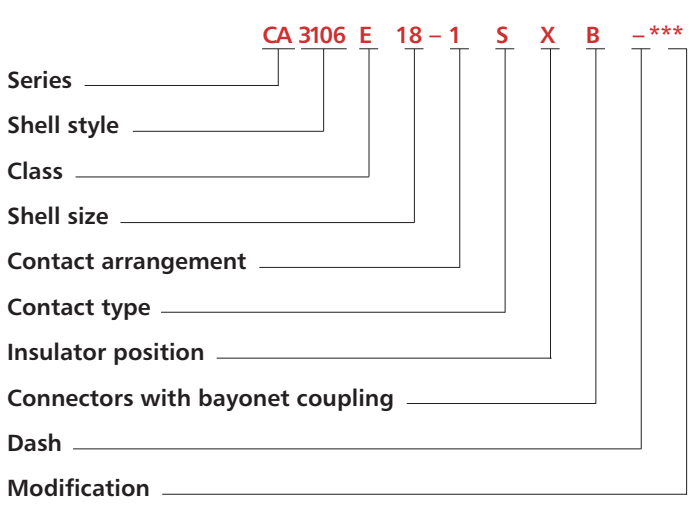 CA 3106 E 18 – 1 S X B – ***
Series
Shell style
Class
Shell size
Contact arrangement
Contact type
Insulator position
Connectors with bayonet coupling
Dash
Modification